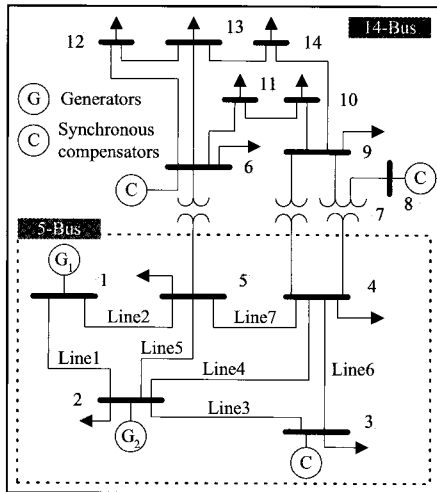 14-Bus
12
13
14
11
10
G Generators
C Synchronous
compensators
6
9
C
7
8
C
5-Bus
G1
1
5
4
Line2
Line7
Line1
Line5
Line4
Line6
2
Line3
3
G2
C